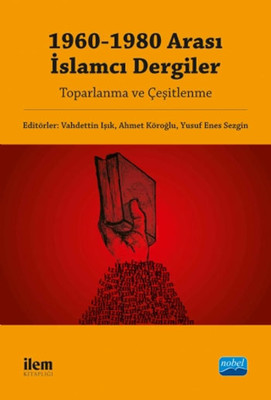 1960-1980 Arası
İslamcı Dergiler
Toparlanma ve Çeşitlenme
Editörler: Vahdettin Işık, Ahmet Köroğlu, Yusuf Enes Sezgin
ilem
KİTAPLIĞI
nobel